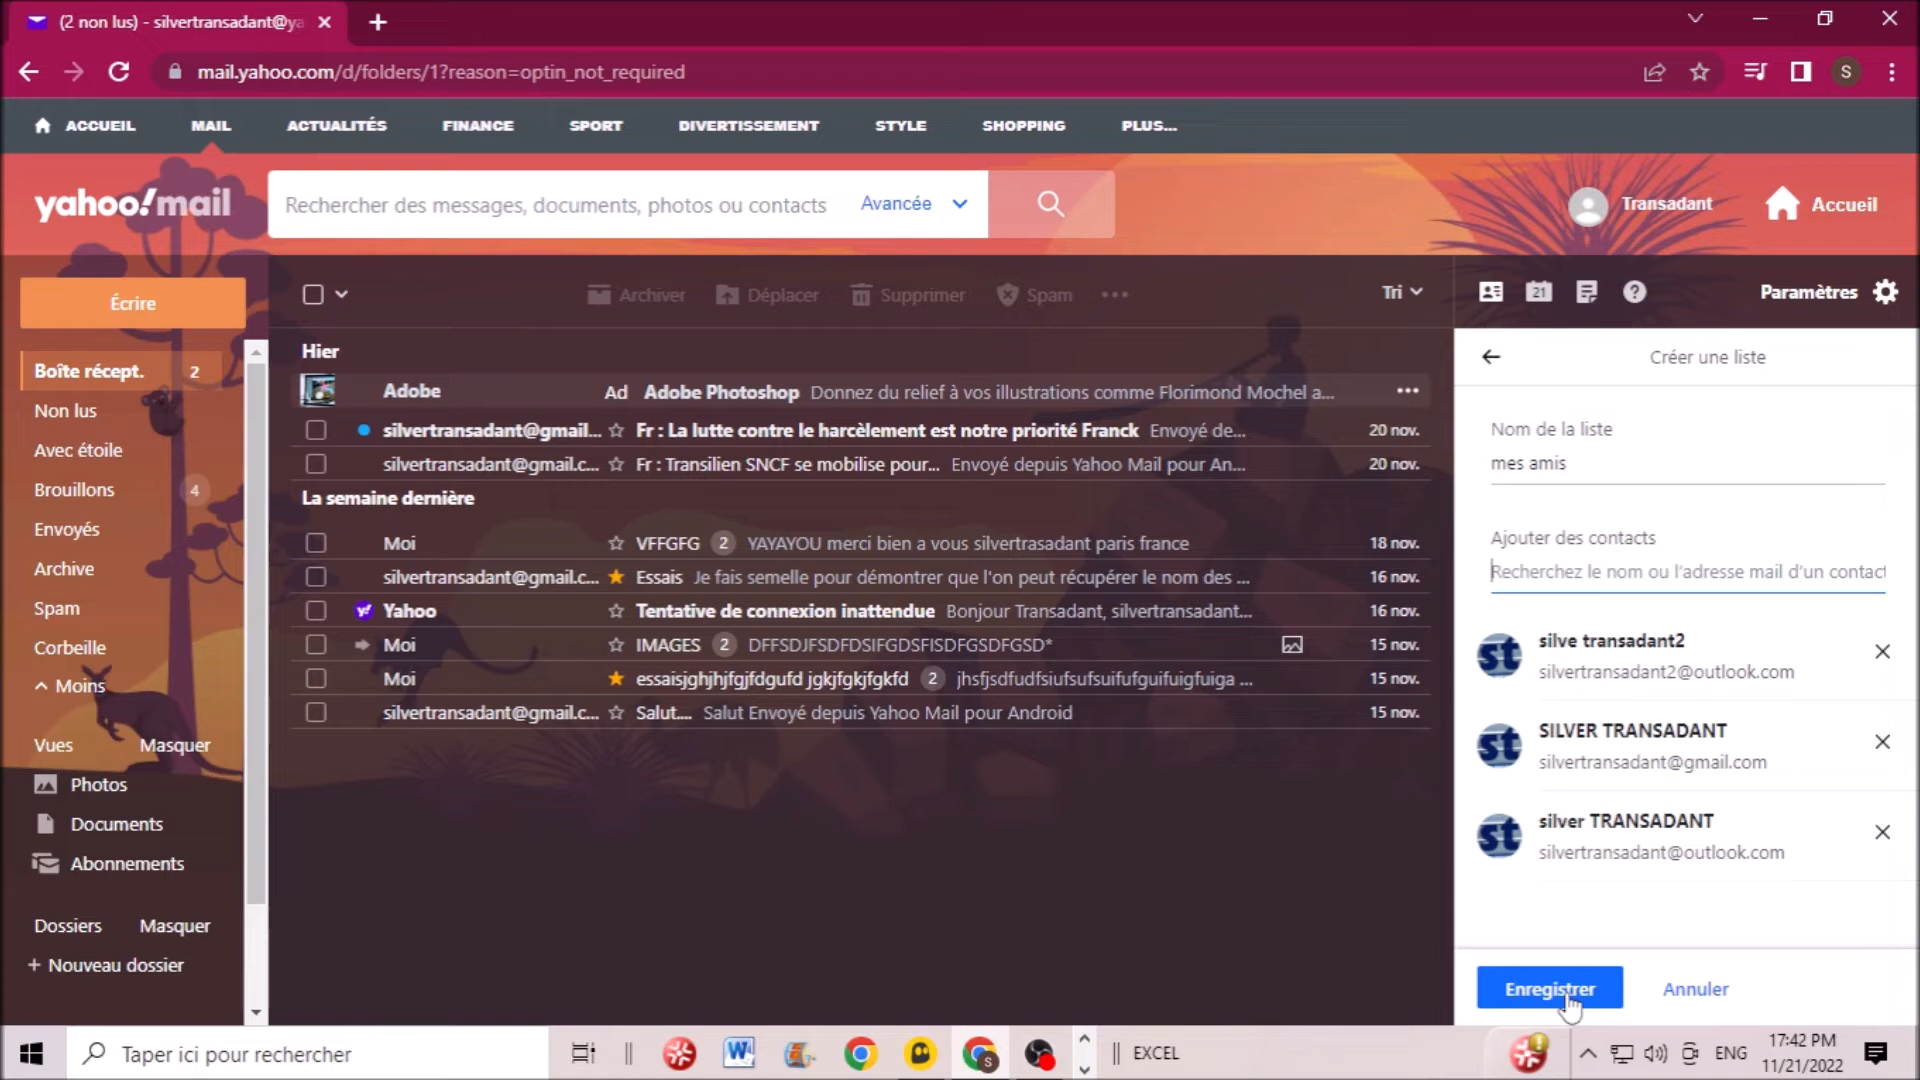 (2 non lus) - silvertransadant@ya
mail.yahoo.com/d/folders/1?reason=optin_not_required
S
ACCUEIL MAIL ACTUALITÉS FINANCE SPORT DIVERTISSEMENT STYLE SHOPPING PLUS...
yahoo!mail
Rechercher des messages, documents, photos ou contacts Avancée
Transadant
Accueil
Écrire
Archiver Déplacer Supprimer Spam
Tri
21
Paramètres
Boîte récept. 2
Non lus
Avec étoile
Brouillons 4
Envoyés
Archive
Spam
Corbeille
Moins
Vues Masquer
Photos
Documents
Abonnements
Dossiers Masquer
+ Nouveau dossier
Hier
Adobe Ad Adobe Photoshop Donnez du relief à vos illustrations comme Florimond Mochel a...
silvertransadant@gmail... Fr : La lutte contre le harcèlement est notre priorité Franck Envoyé de... 20 nov.
silvertransadant@gmail.c... Fr : Transilien SNCF se mobilise pour... Envoyé depuis Yahoo Mail pour An... 20 nov.
La semaine dernière
Moi VFFGFG 2 YAYAYOU merci bien a vous silvertrasadant paris france 18 nov.
silvertransadant@gmail.c... Essais Je fais semelle pour démontrer que l'on peut récupérer le nom des ... 16 nov.
Yahoo Tentative de connexion inattendue Bonjour Transadant, silvertransadant... 16 nov.
Moi IMAGES 2 DFFSDJFSDFDSIFGDSFISDFGSDFGSD* 15 nov.
Moi essaisjghjhjfgjfdgufd jgkjfgkjfgkfd 2 jhsfjsdfudfsiufsufsuifufguifuigfuiga ... 15 nov.
silvertransadant@gmail.c... Salut.... Salut Envoyé depuis Yahoo Mail pour Android 15 nov.
Créer une liste
Nom de la liste
mes amis
Ajouter des contacts
Recherchez le nom ou l'adresse mail d'un contact
st silve transadant2
silvertransadant2@outlook.com
st SILVER TRANSADANT
silvertransadant@gmail.com
st silver TRANSADANT
silvertransadant@outlook.com
Enregistrer Annuler
Taper ici pour rechercher
EXCEL
ENG
17:42 PM
11/21/2022